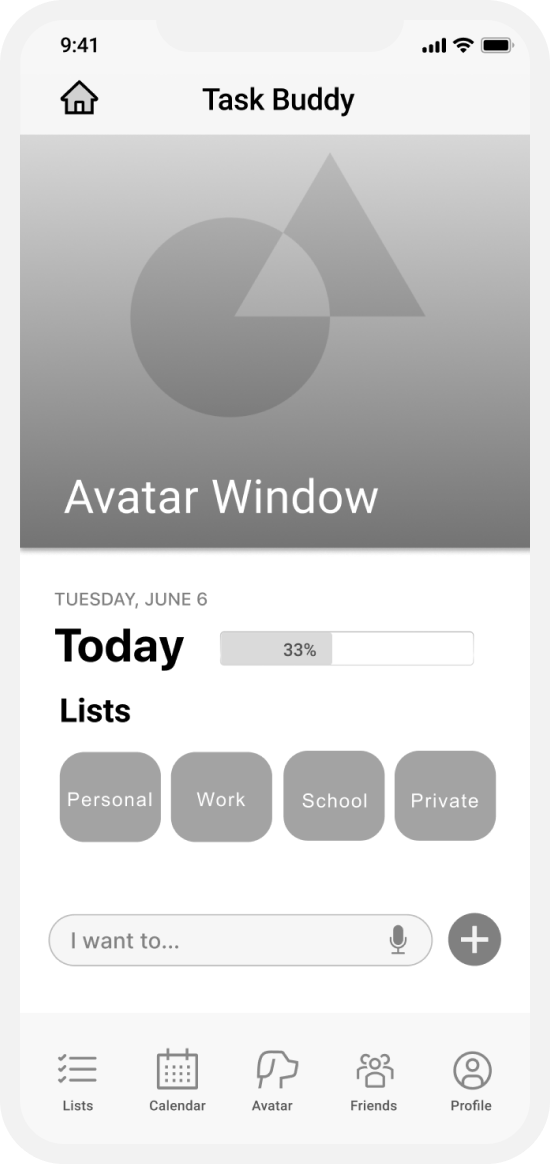 9:41
Task Buddy
Avatar Window
TUESDAY, JUNE 6
Today 33%
Lists
Personal Work School Private
I want to...
Lists Calendar Avatar Friends Profile